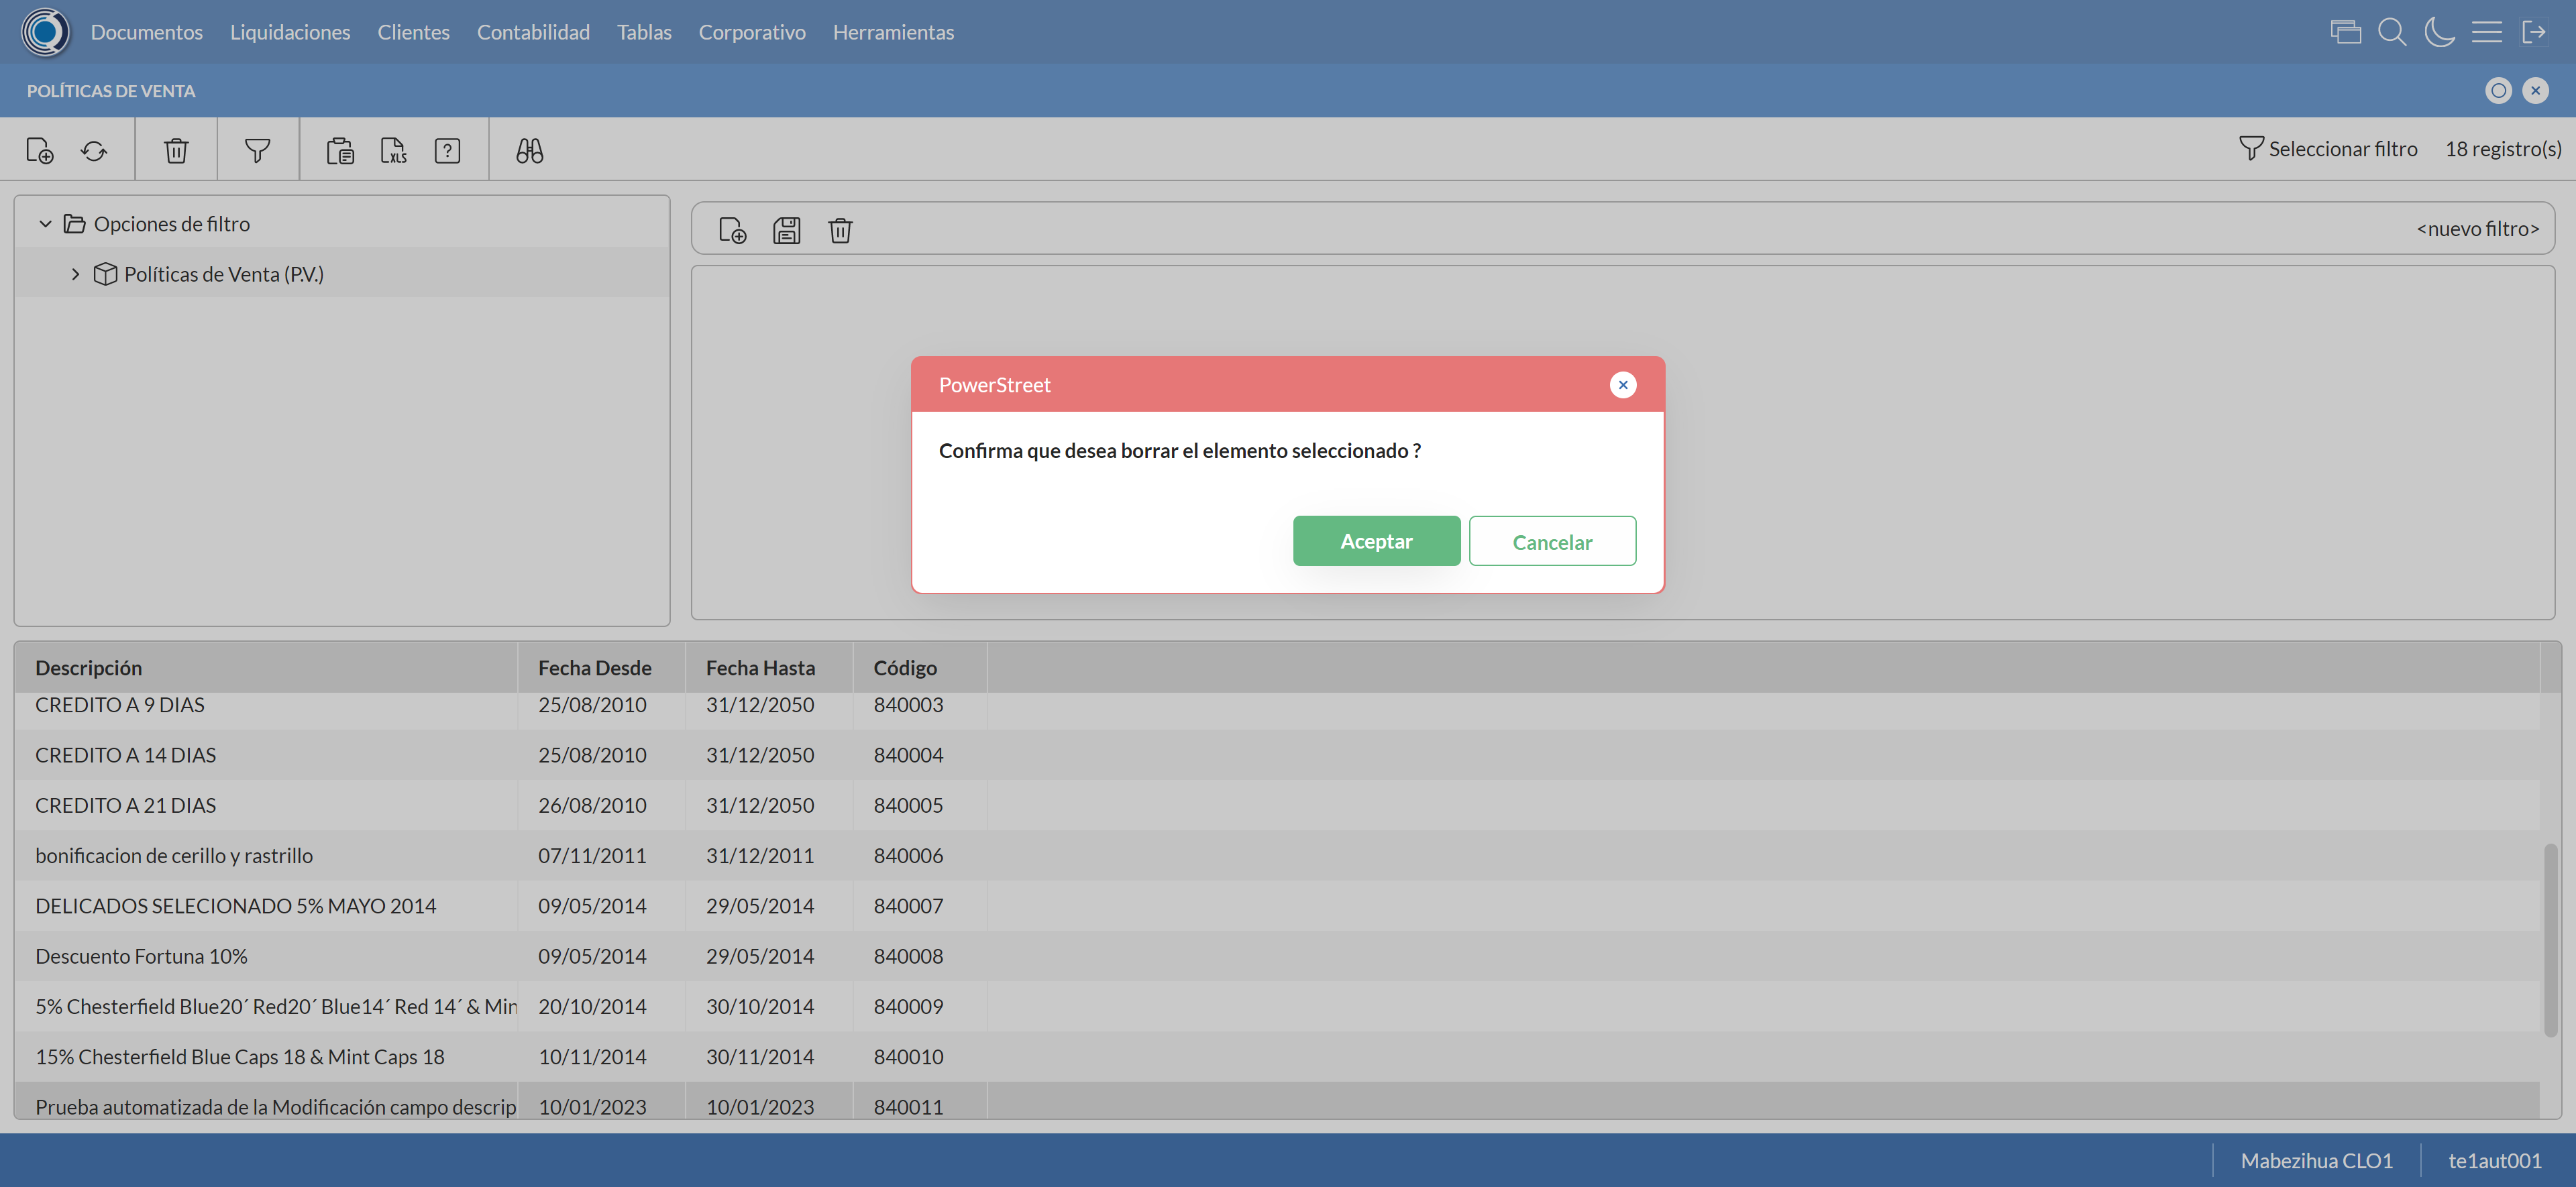 Documentos Liquidaciones Clientes Contabilidad Tablas Corporativo Herramientas
POLÍTICAS DE VENTA
XLS ? Seleccionar filtro 18 registro(s)
Opciones de filtro
<nuevo filtro>
Políticas de Venta (P.V.)
PowerStreet
Confirma que desea borrar el elemento seleccionado ?
Aceptar Cancelar
Descripción Fecha Desde Fecha Hasta Código
CREDITO A 9 DIAS 25/08/2010 31/12/2050 840003
CREDITO A 14 DIAS 25/08/2010 31/12/2050 840004
CREDITO A 21 DIAS 26/08/2010 31/12/2050 840005
bonificacion de cerillo y rastrillo 07/11/2011 31/12/2011 840006
DELICADOS SELECIONADO 5% MAYO 2014 09/05/2014 29/05/2014 840007
Descuento Fortuna 10% 09/05/2014 29/05/2014 840008
5% Chesterfield Blue20´ Red20´ Blue14´ Red 14´ & Min 20/10/2014 30/10/2014 840009
15% Chesterfield Blue Caps 18 & Mint Caps 18 10/11/2014 30/11/2014 840010
Prueba automatizada de la Modificación campo descrip 10/01/2023 10/01/2023 840011
Mabezihua CLO1 te1aut001